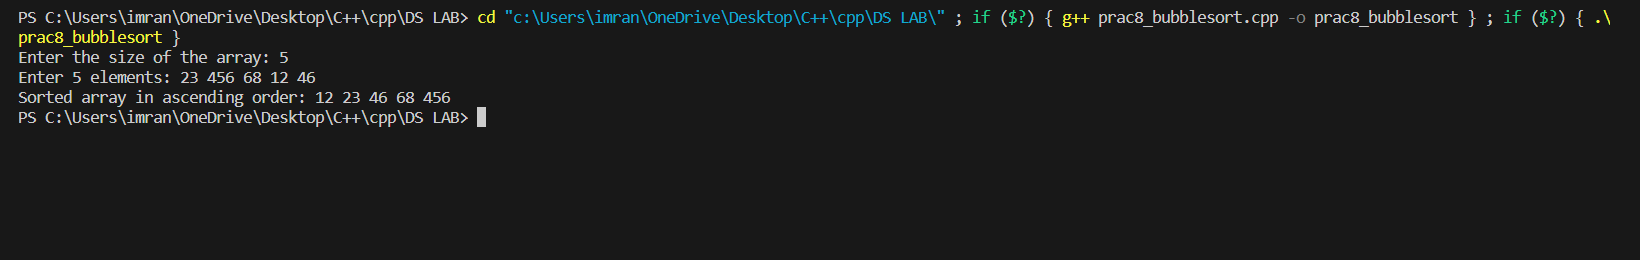 PS C:\Users\imran\OneDrive\Desktop\C++\cpp\DS LAB> cd "c:\Users\imran\OneDrive\Desktop\C++\cpp\DS LAB\" ; if ($?) { g++ prac8_bubblesort.cpp -o prac8_bubblesort } ; if ($?) { .\
prac8_bubblesort }
Enter the size of the array: 5
Enter 5 elements: 23 456 68 12 46
Sorted array in ascending order: 12 23 46 68 456
PS C:\Users\imran\OneDrive\Desktop\C++\cpp\DS LAB>